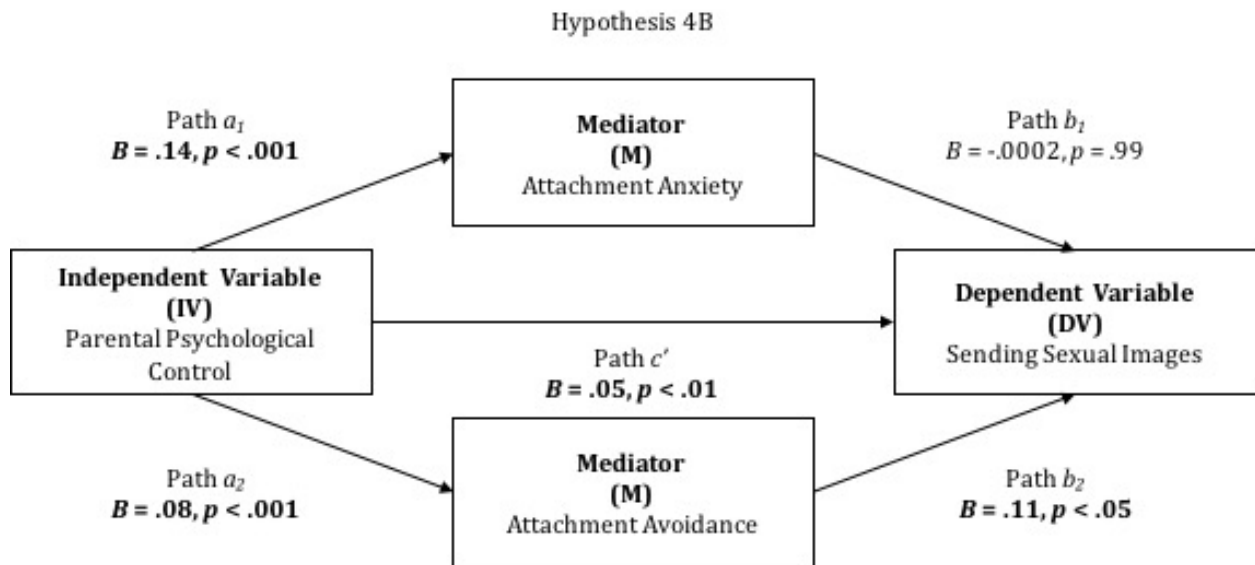 Hypothesis 4B
Path a₁
B = .14, p < .001
Mediator
(M)
Attachment Anxiety
Path b₁
B = -.0002, p = .99
Independent Variable
(IV)
Parental Psychological
Control
Path c′
B = .05, p < .01
Dependent Variable
(DV)
Sending Sexual Images
Path a₂
B = .08, p < .001
Mediator
(M)
Attachment Avoidance
Path b₂
B = .11, p < .05